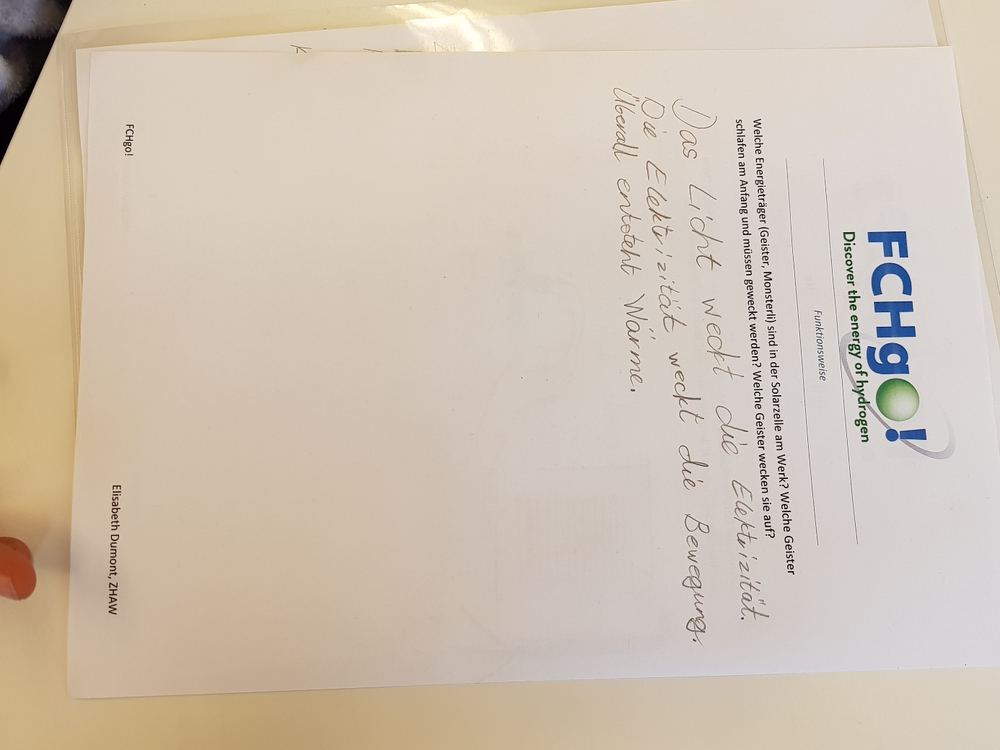 FCHgo!
Discover the energy of hydrogen
Funktionsweise
Welche Energieträger (Geister, Monsterli) sind in der Solarzelle am Werk? Welche Geister
schlafen am Anfang und müssen geweckt werden? Welche Geister wecken sie auf?
Das Licht weckt die Elektrizität.
Die Elektrizität weckt die Bewegung.
Überall entsteht Wärme.
FCHgo!
Elisabeth Dumont, ZHAW